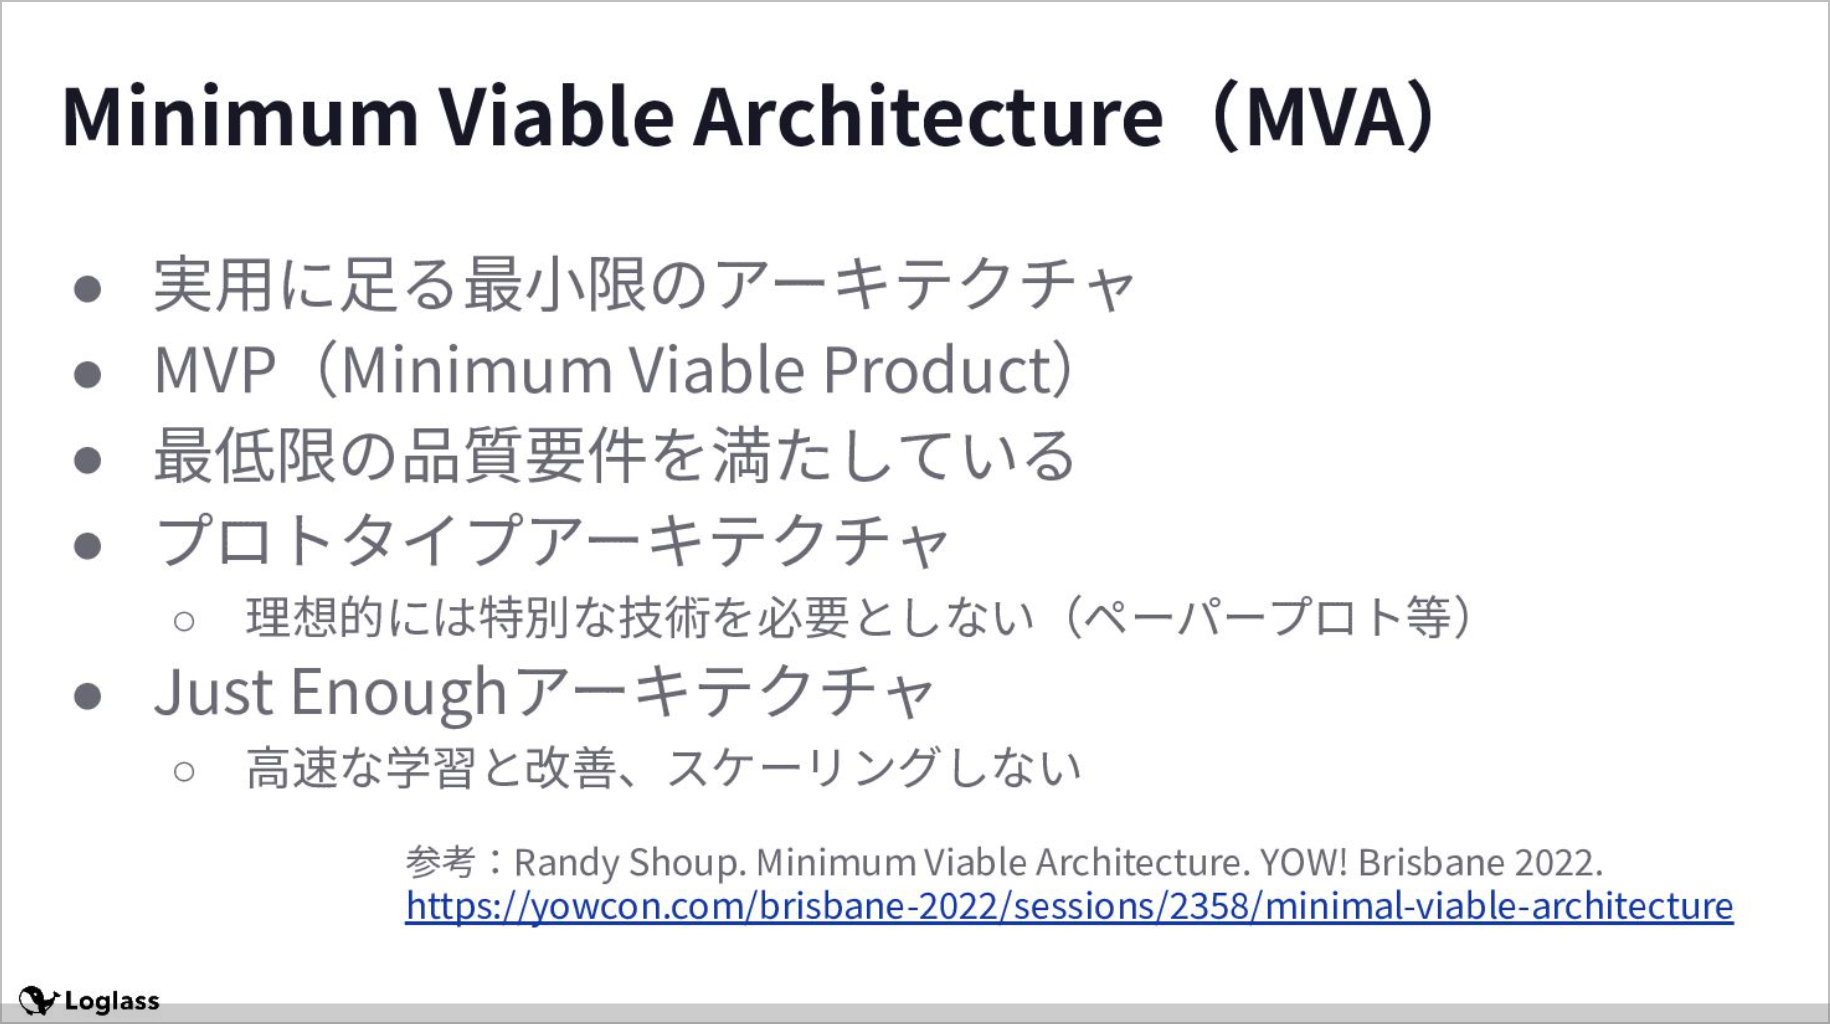 Minimum Viable Architecture（MVA）
● 実用に足る最小限のアーキテクチャ
● MVP（Minimum Viable Product）
● 最低限の品質要件を満たしている
● プロトタイプアーキテクチャ
○ 理想的には特別な技術を必要としない（ペーパープロト等）
● Just Enoughアーキテクチャ
○ 高速な学習と改善、スケーリングしない
参考：Randy Shoup. Minimum Viable Architecture. YOW! Brisbane 2022.
https://yowcon.com/brisbane-2022/sessions/2358/minimal-viable-architecture
Loglass